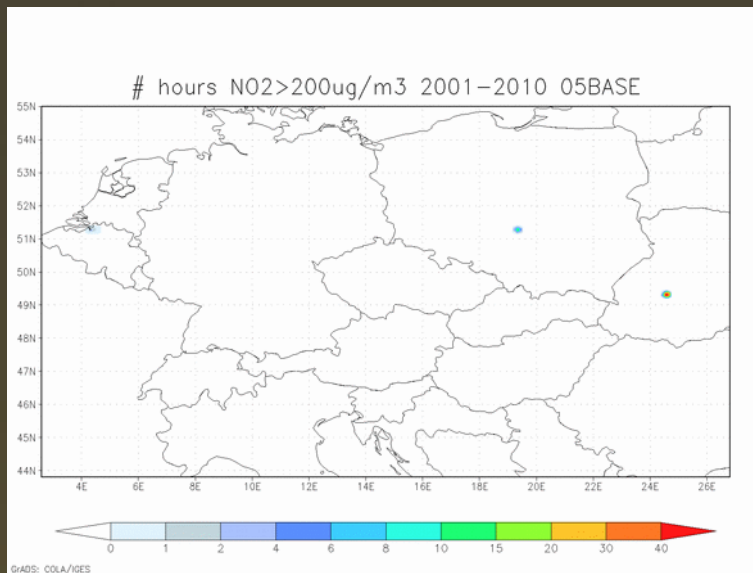 # hours NO2>200ug/m3 2001-2010 05BASE
55N
54N
53N
52N
51N
50N
49N
48N
47N
46N
45N
44N
4E 6E 8E 10E 12E 14E 16E 18E 20E 22E 24E 26E
0 1 2 4 6 8 10 15 20 30 40
GrADS: COLA/IGES